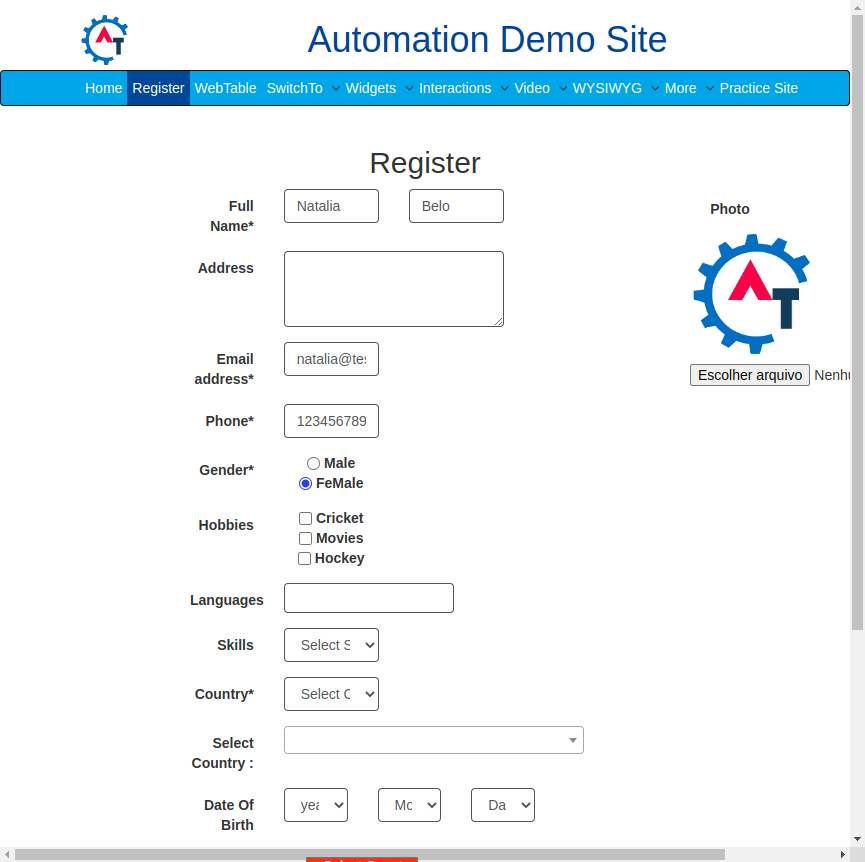 Automation Demo Site
Home Register WebTable SwitchTo Widgets Interactions Video WYSIWYG More Practice Site
Register
Full Name*
Natalia
Belo
Photo
Address
Email address*
natalia@tes
Escolher arquivo
Phone*
123456789
Gender*
Male
FeMale
Hobbies
Cricket
Movies
Hockey
Languages
Skills
Select S
Country*
Select C
Select Country :
Date Of Birth
yea
Mo
Da